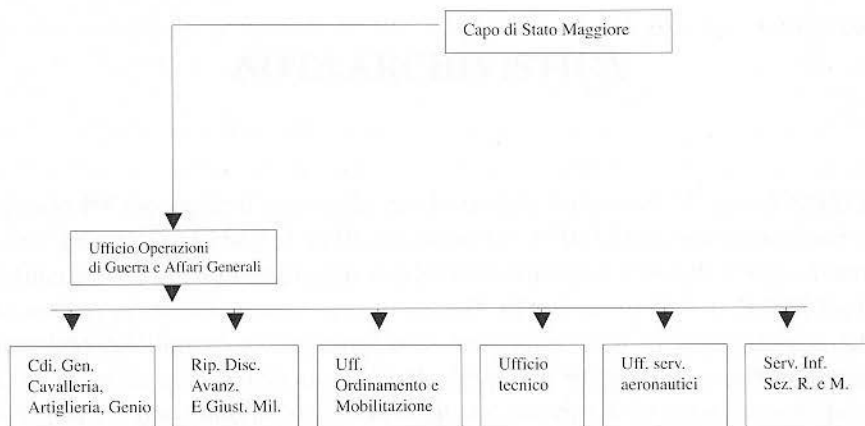 Capo di Stato Maggiore
Ufficio Operazioni
di Guerra e Affari Generali
Cdi. Gen.
Cavalleria,
Artiglieria, Genio
Rip. Disc.
Avanz.
E Giust. Mil.
Uff.
Ordinamento e
Mobilitazione
Ufficio
tecnico
Uff. serv.
aeronautici
Serv. Inf.
Sez. R. e M.